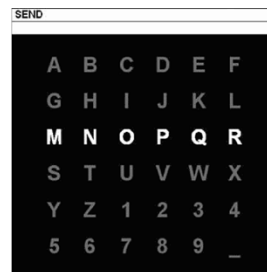 SEND
A B C D E F
G H I J K L
M N O P Q R
S T U V W X
Y Z 1 2 3 4
5 6 7 8 9 _